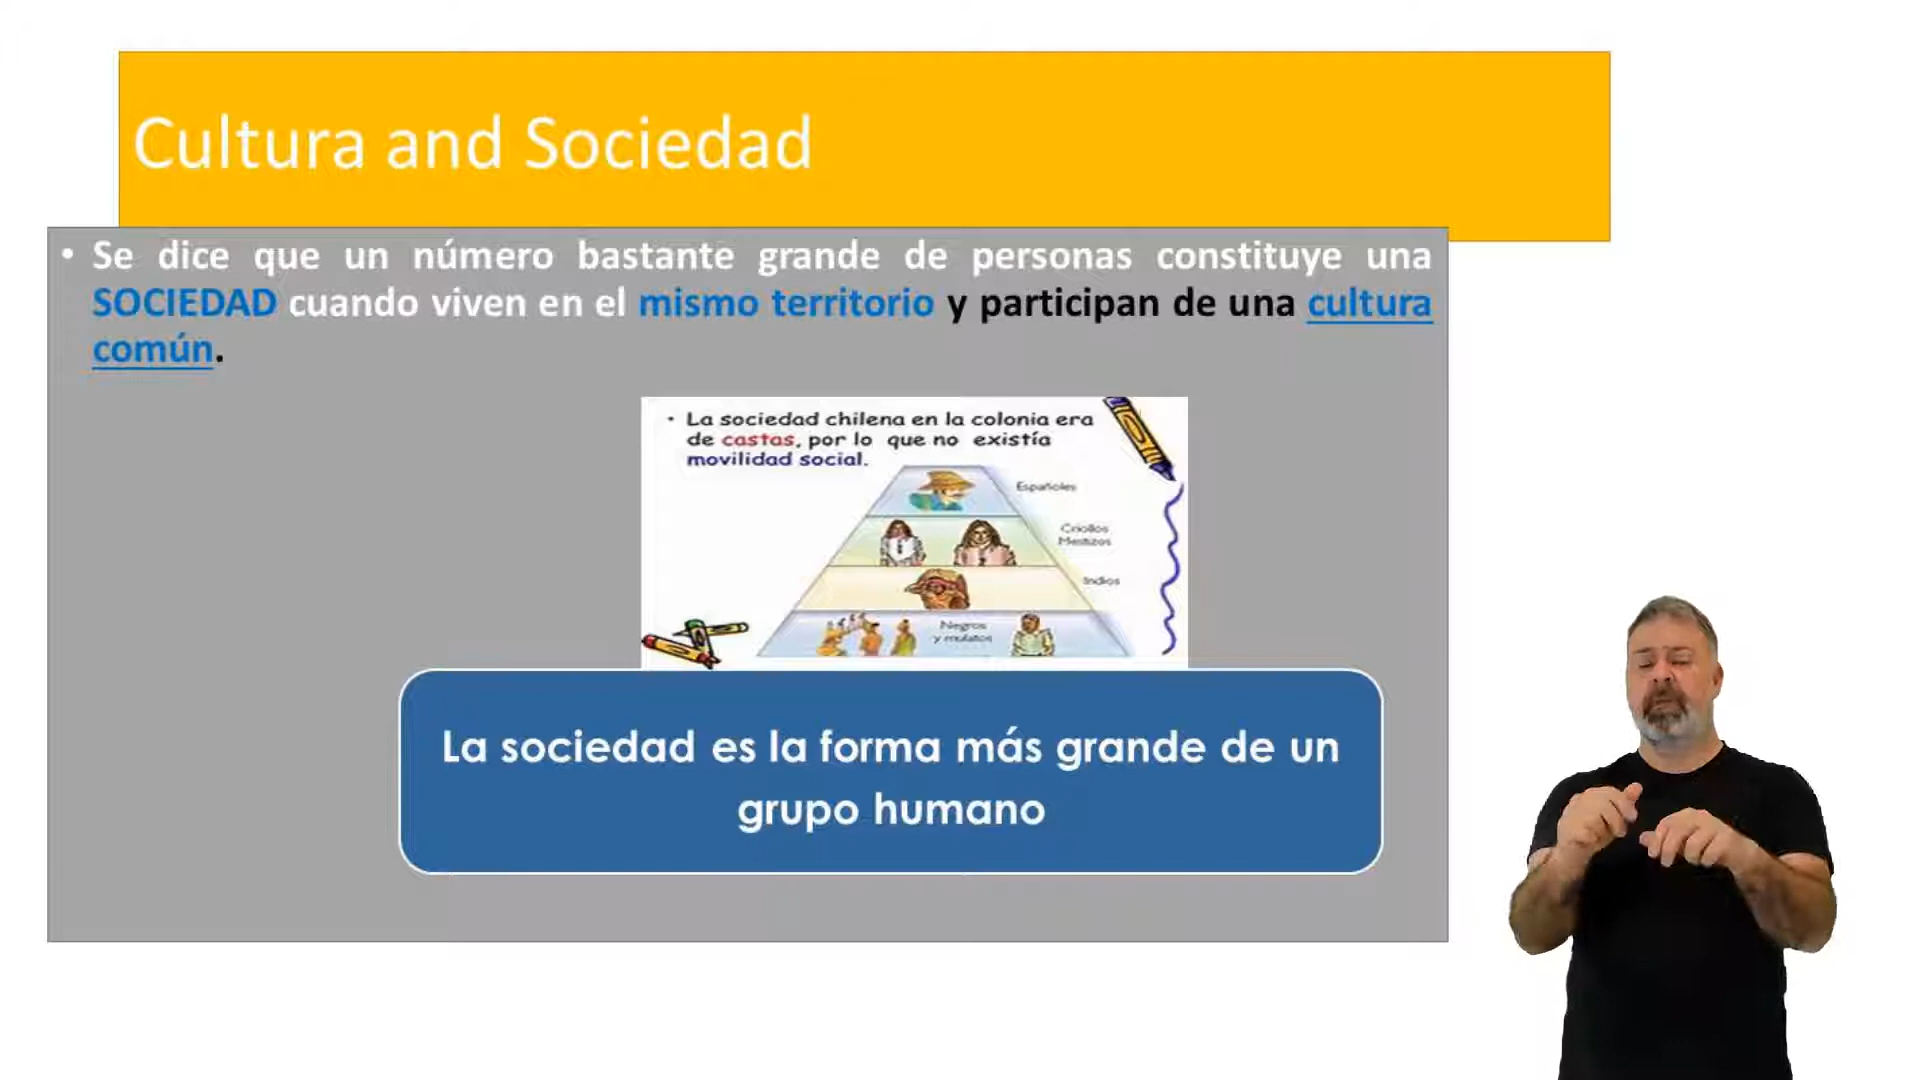 Cultura and Sociedad
• Se dice que un número bastante grande de personas constituye una
SOCIEDAD cuando viven en el mismo territorio y participan de una cultura
común.
• La sociedad chilena en la colonia era
de castas, por lo que no existía
movilidad social.
Españoles
Criollos
Mestizos
Indios
Negros
y mulatos
La sociedad es la forma más grande de un
grupo humano